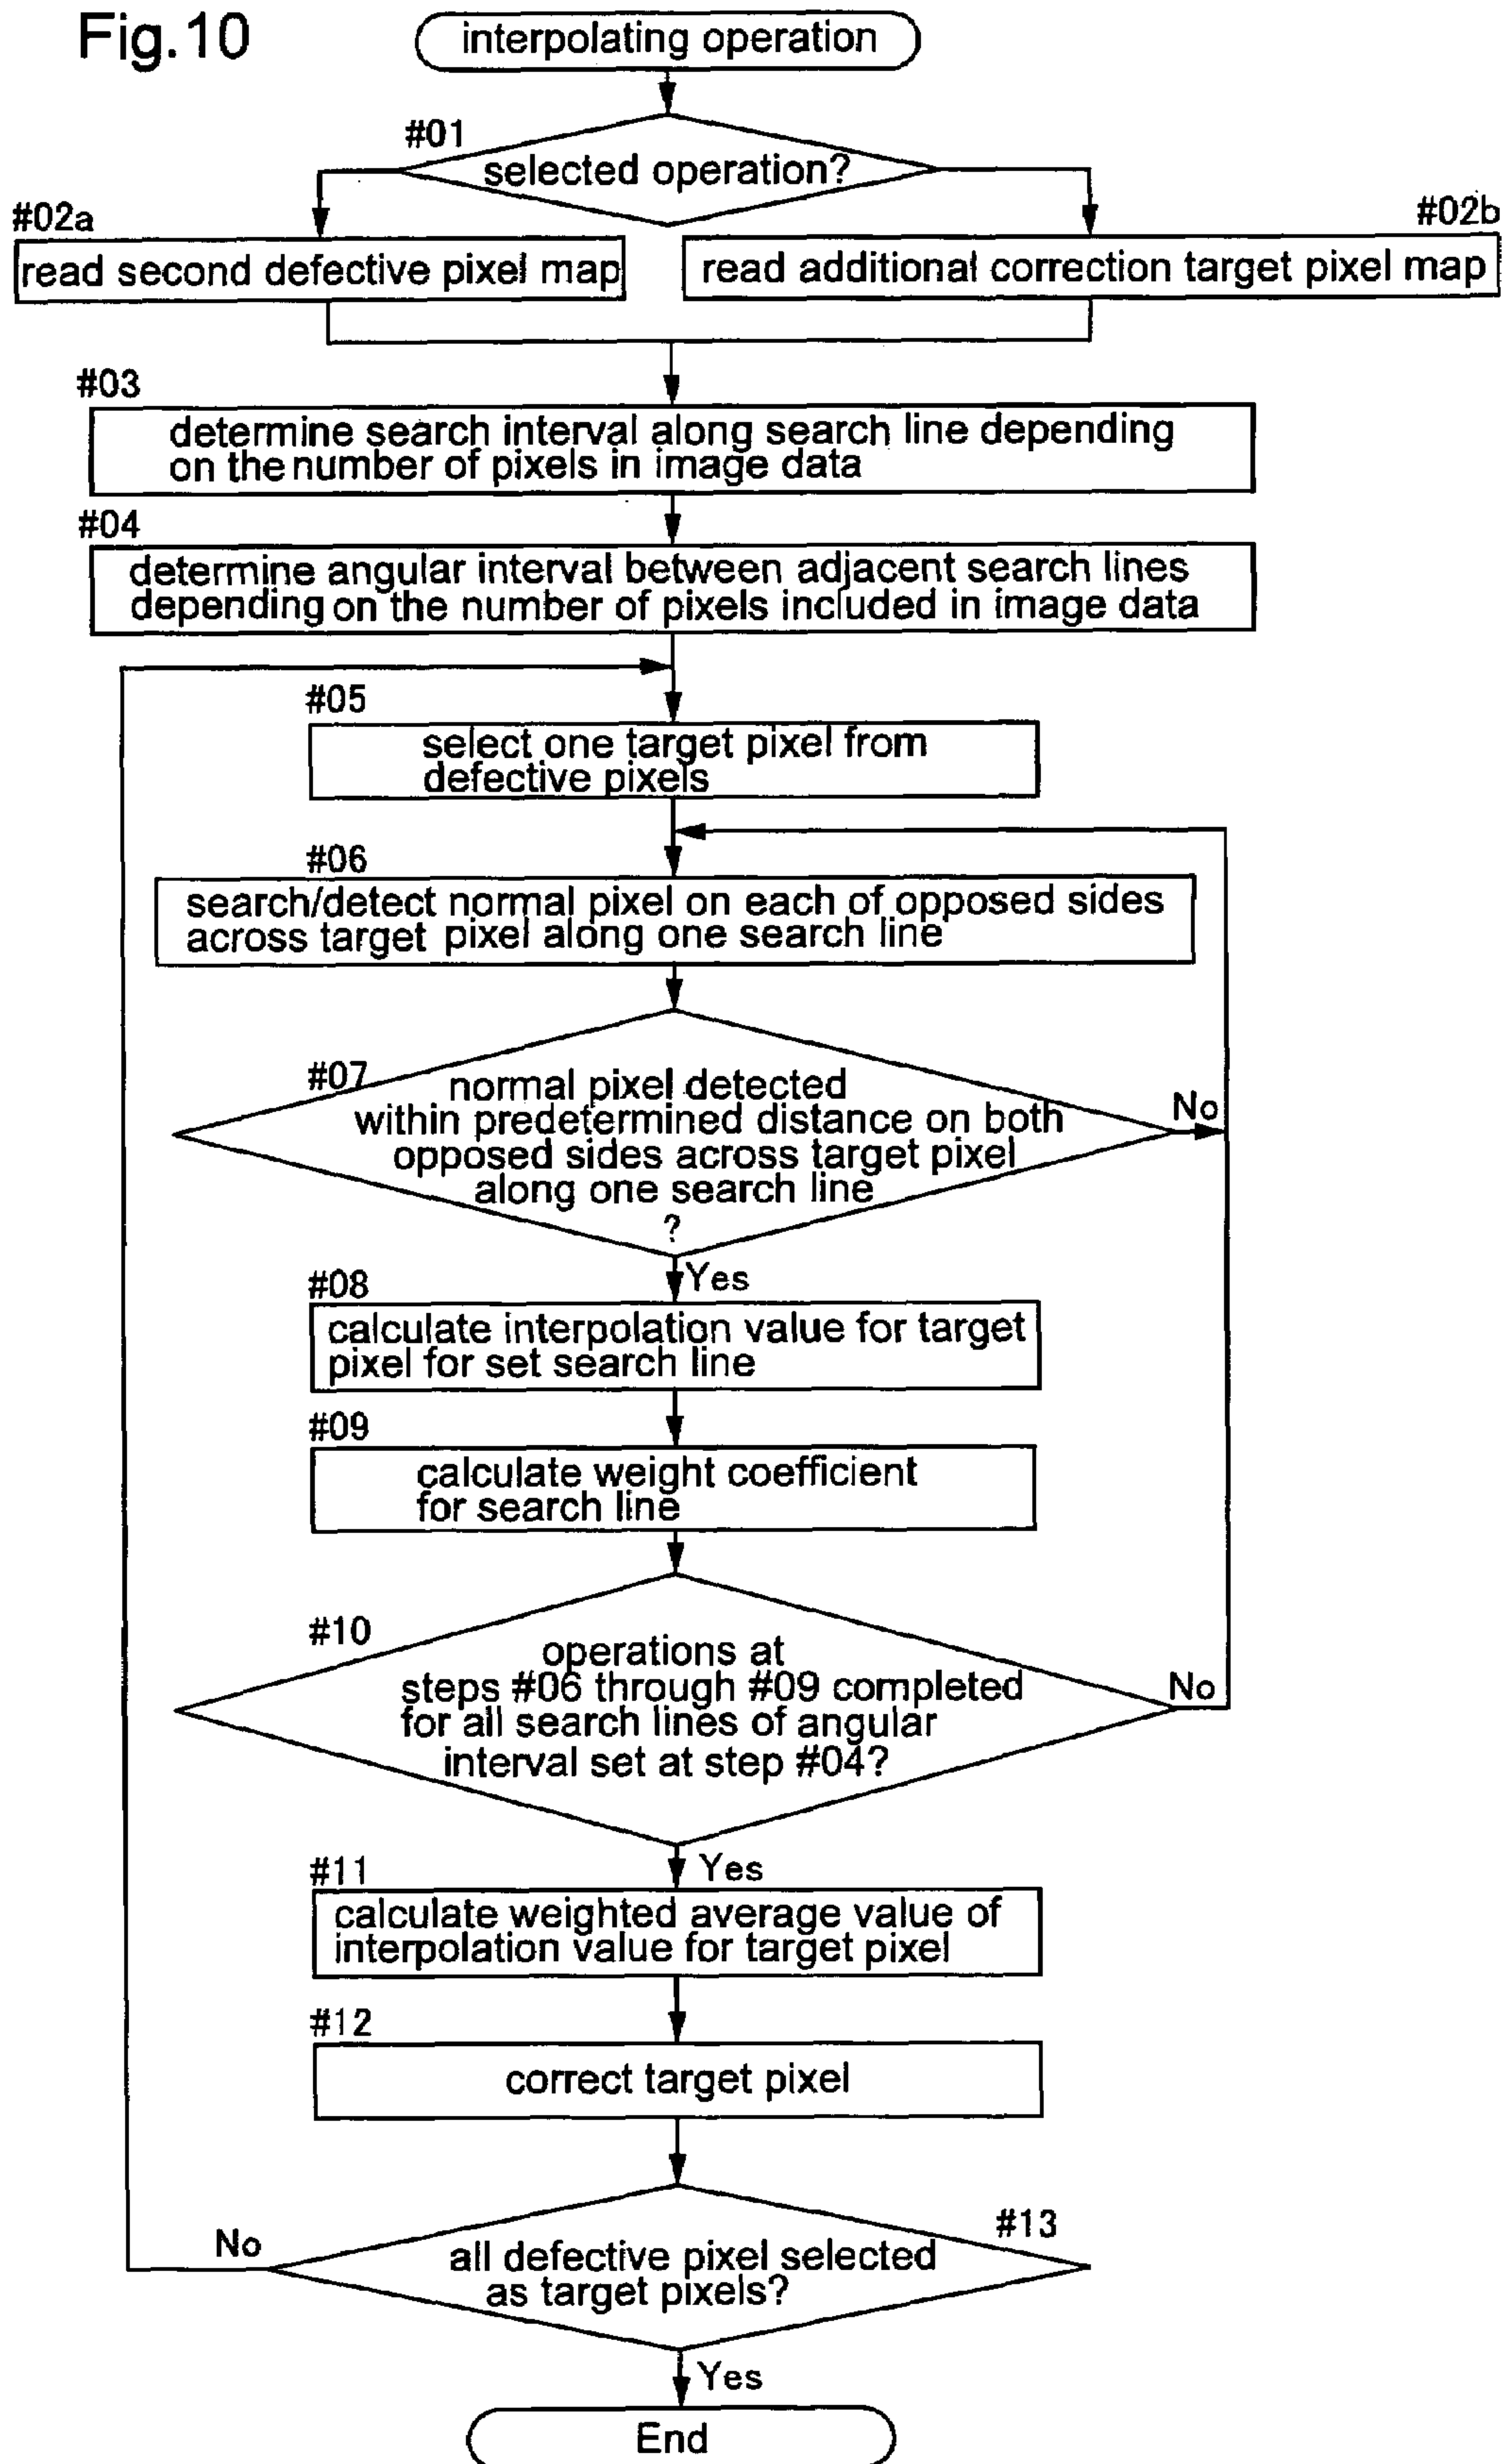 Fig.10
interpolating operation
#01
selected operation?
#02a
#02b
read second defective pixel map
read additional correction target pixel map
#03
determine search interval along search line depending
on the number of pixels in image data
#04
determine angular interval between adjacent search lines
depending on the number of pixels included in image data
#05
select one target pixel from
defective pixels
#06
search/detect normal pixel on each of opposed sides
across target pixel along one search line
#07
normal pixel detected
within predetermined distance on both
opposed sides across target pixel
along one search line
?
No
Yes
#08
calculate interpolation value for target
pixel for set search line
#09
calculate weight coefficient
for search line
#10
operations at
steps #06 through #09 completed
for all search lines of angular
interval set at step #04?
No
Yes
#11
calculate weighted average value of
interpolation value for target pixel
#12
correct target pixel
#13
No
all defective pixel selected
as target pixels?
Yes
End